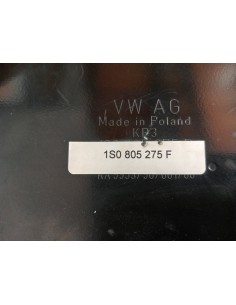 VW AG
Made in Poland
KP3
1S0 805 275 F